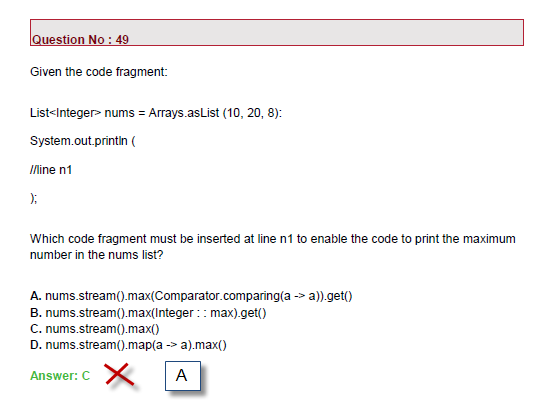 Question No : 49
Given the code fragment:
List<Integer> nums = Arrays.asList (10, 20, 8):
System.out.println (
//line n1
);
Which code fragment must be inserted at line n1 to enable the code to print the maximum
number in the nums list?
A. nums.stream().max(Comparator.comparing(a -> a)).get()
B. nums.stream().max(Integer : : max).get()
C. nums.stream().max()
D. nums.stream().map(a -> a).max()
Answer: C
A